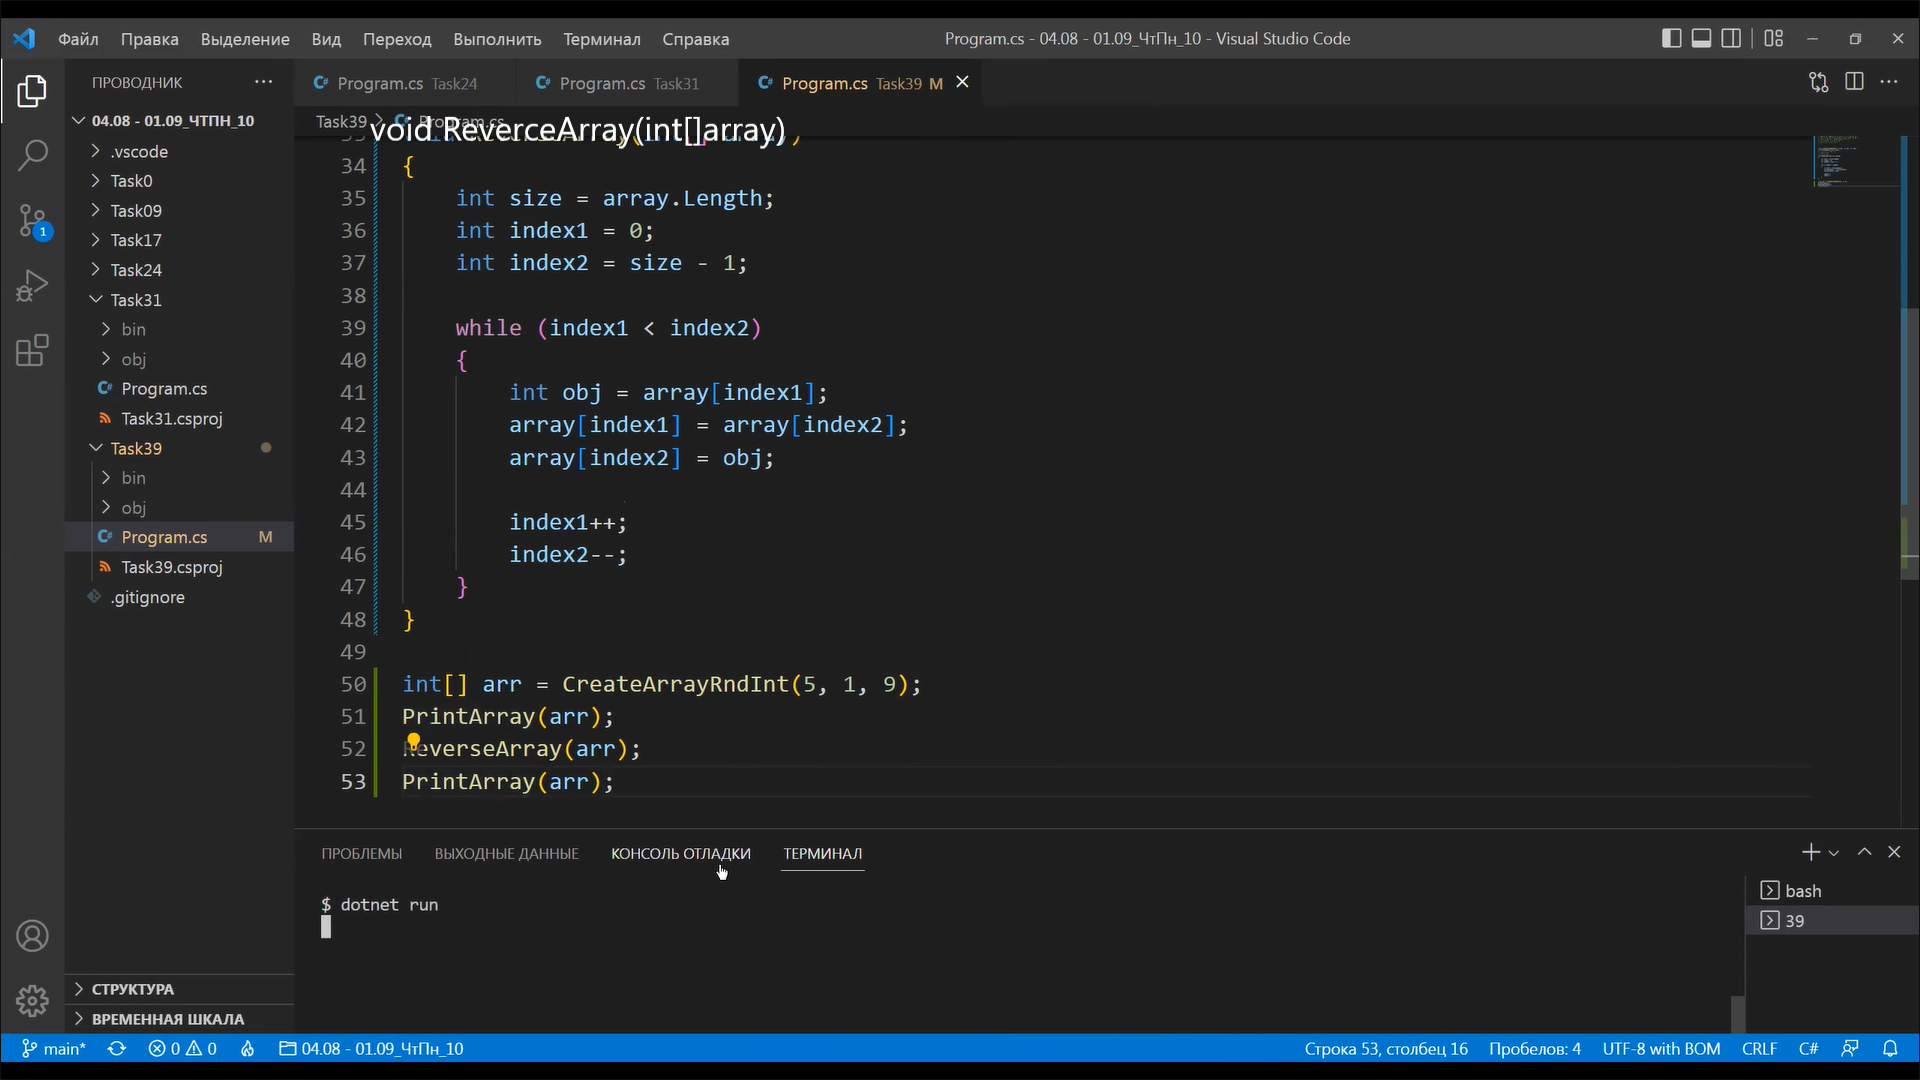 Файл Правка Выделение Вид Переход Выполнить Терминал Справка
Program.cs - 04.08 - 01.09_ЧтПн_10 - Visual Studio Code
ПРОВОДНИК
Program.cs Task24
Program.cs Task31
Program.cs Task39 M
04.08 - 01.09_ЧТПН_10
.vscode
Task0
Task09
Task17
Task24
Task31
bin
obj
Program.cs
Task31.csproj
Task39
bin
obj
Program.cs M
Task39.csproj
.gitignore
СТРУКТУРА
ВРЕМЕННАЯ ШКАЛА
1
Task39 > Program.cs
void ReverceArray(int[]array)
34 {
35 int size = array.Length;
36 int index1 = 0;
37 int index2 = size - 1;
38
39 while (index1 < index2)
40 {
41 int obj = array[index1];
42 array[index1] = array[index2];
43 array[index2] = obj;
44
45 index1++;
46 index2--;
47 }
48 }
49
50 int[] arr = CreateArrayRndInt(5, 1, 9);
51 PrintArray(arr);
52 ReverseArray(arr);
53 PrintArray(arr);
ПРОБЛЕМЫ ВЫХОДНЫЕ ДАННЫЕ КОНСОЛЬ ОТЛАДКИ ТЕРМИНАЛ
$ dotnet run
bash
39
main* 0 0 04.08 - 01.09_ЧтПн_10
Строка 53, столбец 16 Пробелов: 4 UTF-8 with BOM CRLF C#